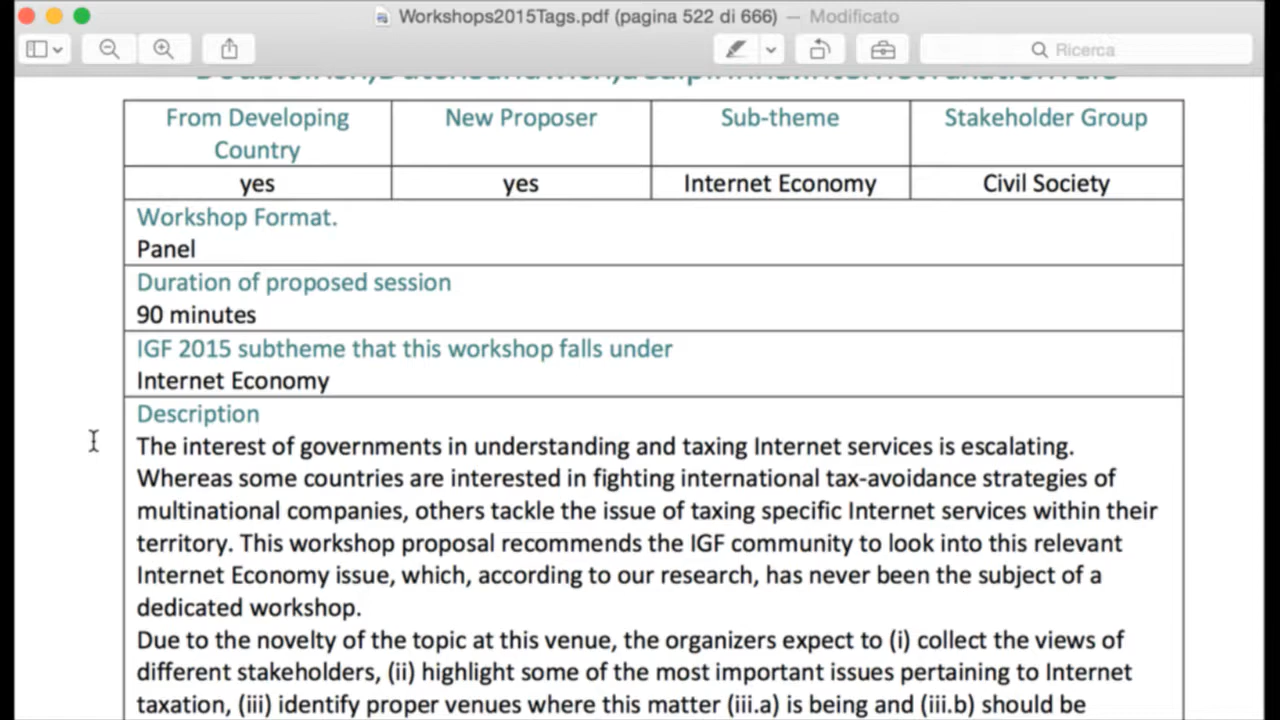 Workshops2015Tags.pdf (pagina 522 di 666) — Modificato
Ricerca
From Developing Country
New Proposer
Sub-theme
Stakeholder Group
yes
yes
Internet Economy
Civil Society
Workshop Format.
Panel
Duration of proposed session
90 minutes
IGF 2015 subtheme that this workshop falls under
Internet Economy
Description
The interest of governments in understanding and taxing Internet services is escalating.
Whereas some countries are interested in fighting international tax-avoidance strategies of
multinational companies, others tackle the issue of taxing specific Internet services within their
territory. This workshop proposal recommends the IGF community to look into this relevant
Internet Economy issue, which, according to our research, has never been the subject of a
dedicated workshop.
Due to the novelty of the topic at this venue, the organizers expect to (i) collect the views of
different stakeholders, (ii) highlight some of the most important issues pertaining to Internet
taxation, (iii) identify proper venues where this matter (iii.a) is being and (iii.b) should be